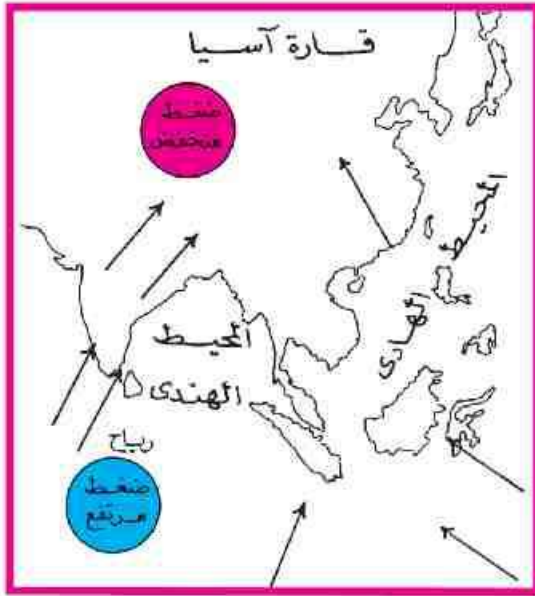 قارة آسيا
ضغط
منخفض
المحيط
الهادى
المحيط
الهندى
رياح
ضغط
مرتفع